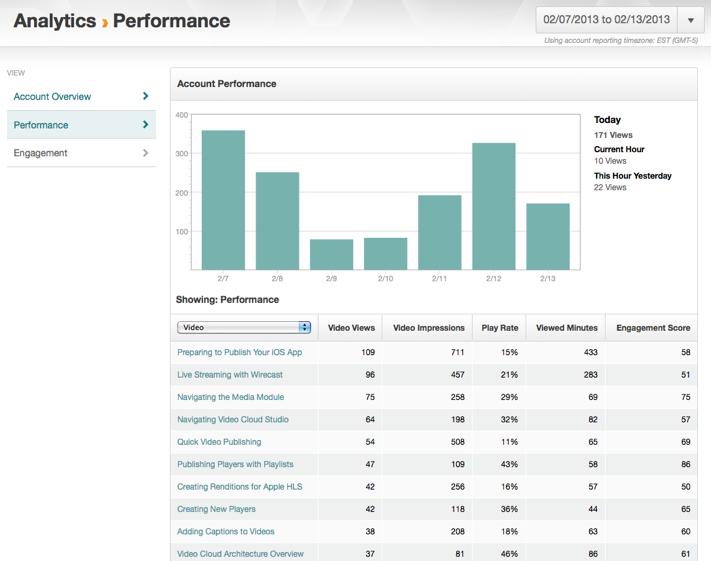 Analytics › Performance
02/07/2013 to 02/13/2013
Using account reporting timezone: EST (GMT-5)
VIEW
Account Overview
Performance
Engagement
Account Performance
400
300
200
100
2/7 2/8 2/9 2/10 2/11 2/12 2/13
Today
171 Views
Current Hour
10 Views
This Hour Yesterday
22 Views
Showing: Performance
Video Video Views Video Impressions Play Rate Viewed Minutes Engagement Score
Preparing to Publish Your iOS App 109 711 15% 433 58
Live Streaming with Wirecast 96 457 21% 283 51
Navigating the Media Module 75 258 29% 69 75
Navigating Video Cloud Studio 64 198 32% 82 57
Quick Video Publishing 54 508 11% 65 69
Publishing Players with Playlists 47 109 43% 58 86
Creating Renditions for Apple HLS 42 256 16% 57 50
Creating New Players 42 118 36% 44 65
Adding Captions to Videos 38 208 18% 63 60
Video Cloud Architecture Overview 37 81 46% 86 61